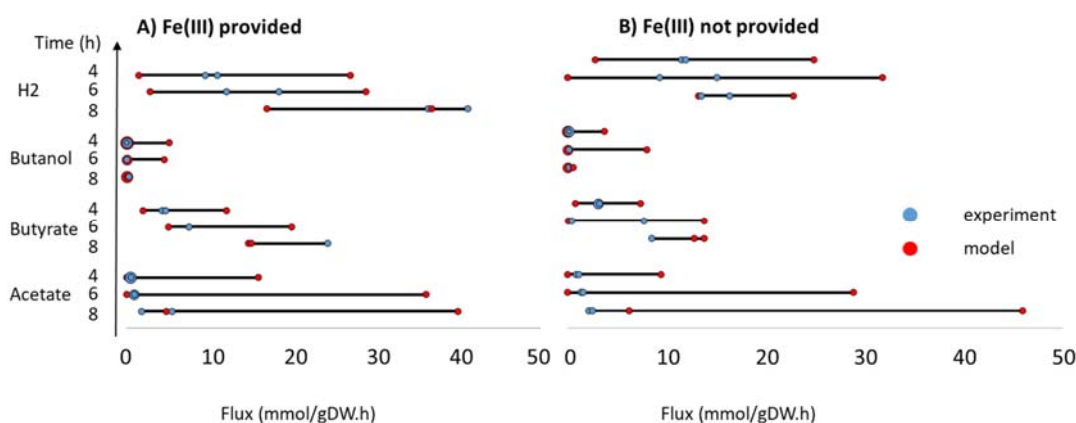 A) Fe(III) provided
B) Fe(III) not provided
Time (h)
H2
4
6
8
Butanol
4
6
8
Butyrate
4
6
8
Acetate
4
6
8
experiment
model
0 10 20 30 40 50
0 10 20 30 40 50
Flux (mmol/gDW.h)
Flux (mmol/gDW.h)